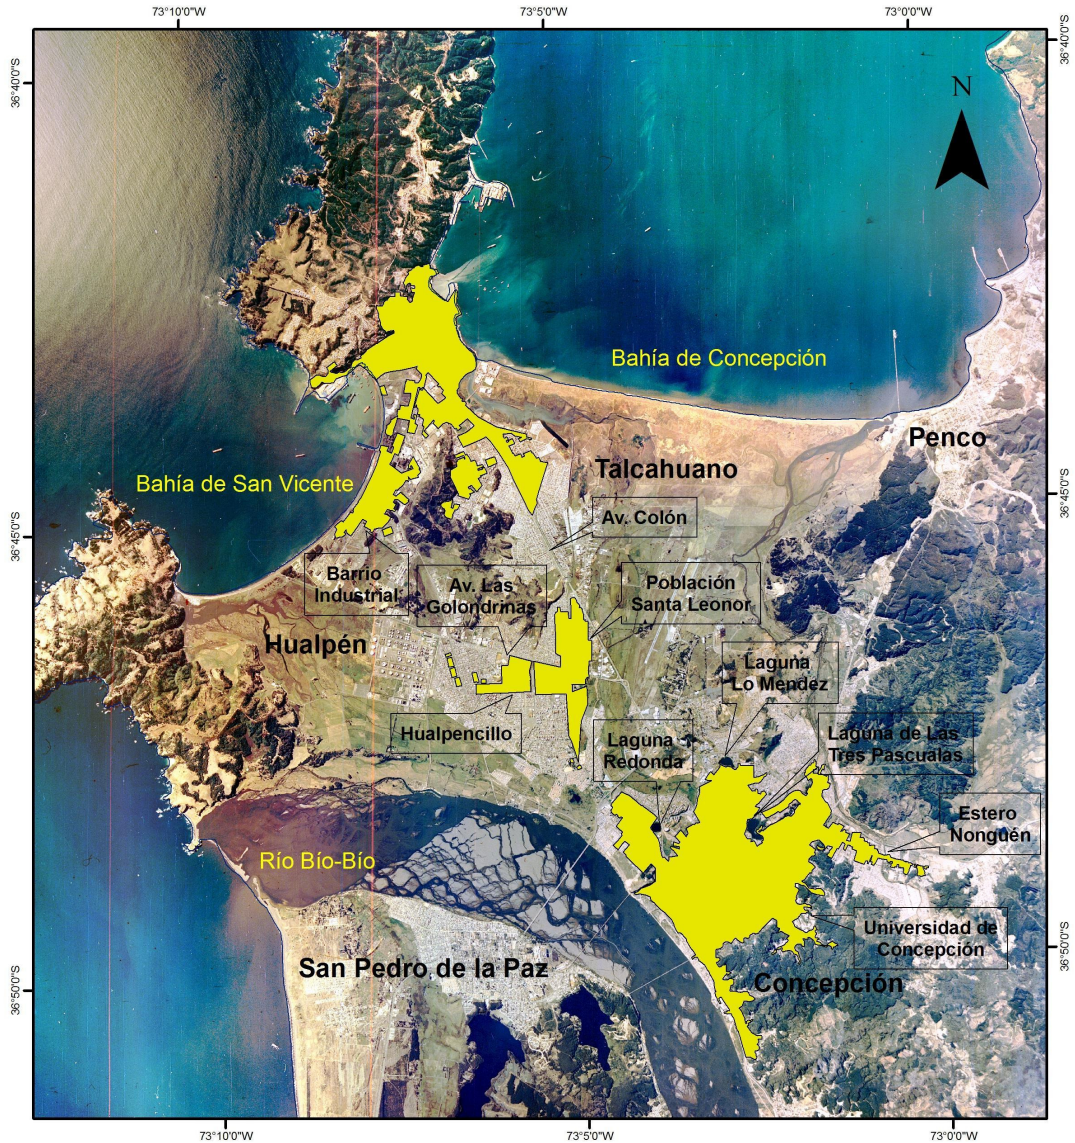 73°10'0"W
73°5'0"W
73°0'0"W
36°40'0"S
36°40'0"S
N
Bahía de Concepción
Penco
Talcahuano
Bahía de San Vicente
36°45'0"S
Av. Colón
36°45'0"S
Barrio
Industrial
Av. Las
Golondrinas
Población
Santa Leonor
Hualpén
Laguna
Lo Mendez
Hualpencillo
Laguna
Redonda
Laguna de Las
Tres Pascualas
Estero
Nonguén
Río Bío-Bío
Universidad de
Concepción
36°50'0"S
San Pedro de la Paz
Concepción
36°50'0"S
73°10'0"W
73°5'0"W
73°0'0"W